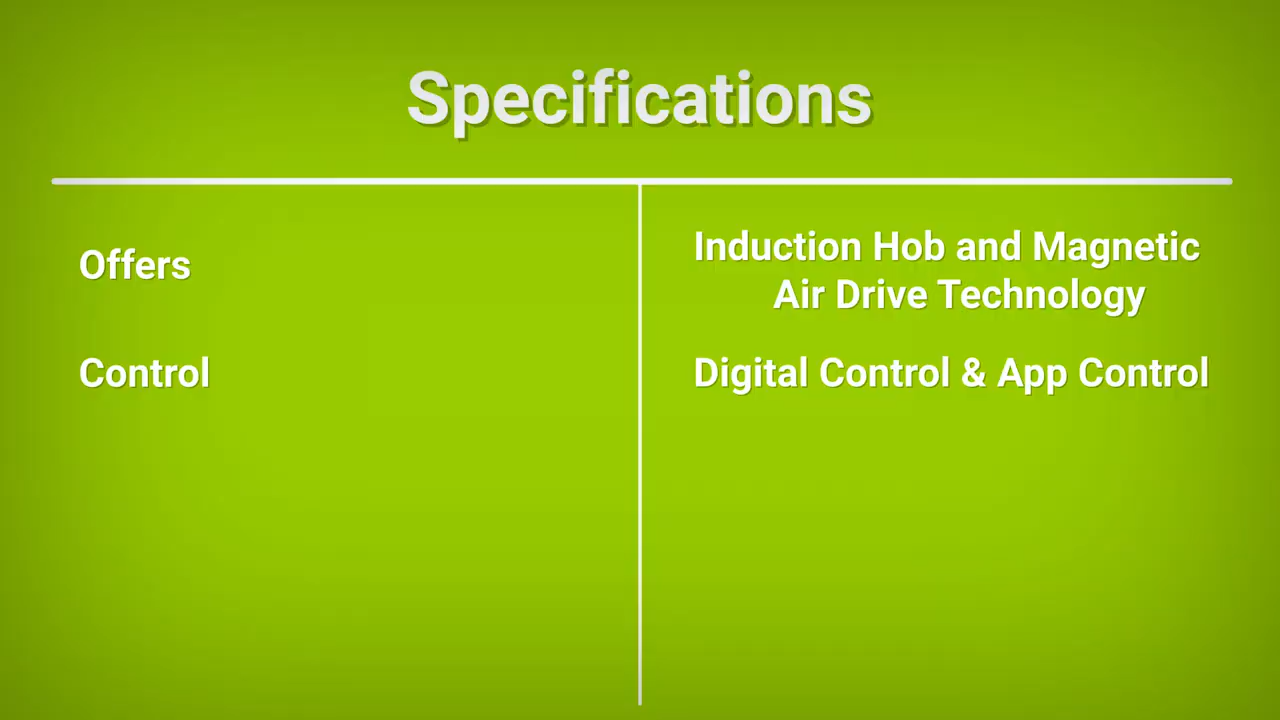 Specifications
Offers
Induction Hob and Magnetic
Air Drive Technology
Control
Digital Control & App Control